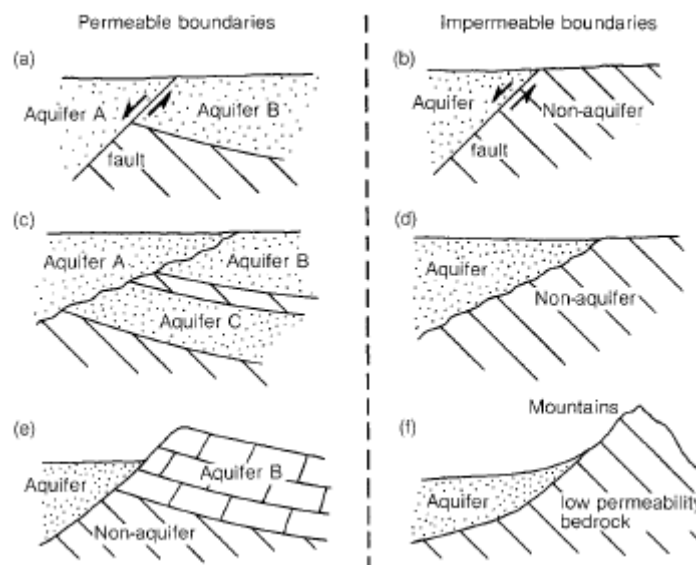 Permeable boundaries
Impermeable boundaries
(a)
Aquifer A
Aquifer B
fault
(b)
Aquifer
Non-aquifer
fault
(c)
Aquifer A
Aquifer B
Aquifer C
(d)
Aquifer
Non-aquifer
(e)
Aquifer B
Aquifer
Non-aquifer
(f)
Mountains
Aquifer
low permeability
bedrock